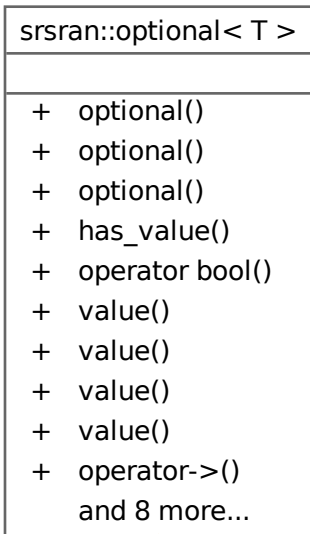 srsran::optional< T >
+ optional()
+ optional()
+ optional()
+ has_value()
+ operator bool()
+ value()
+ value()
+ value()
+ value()
+ operator->()
and 8 more...